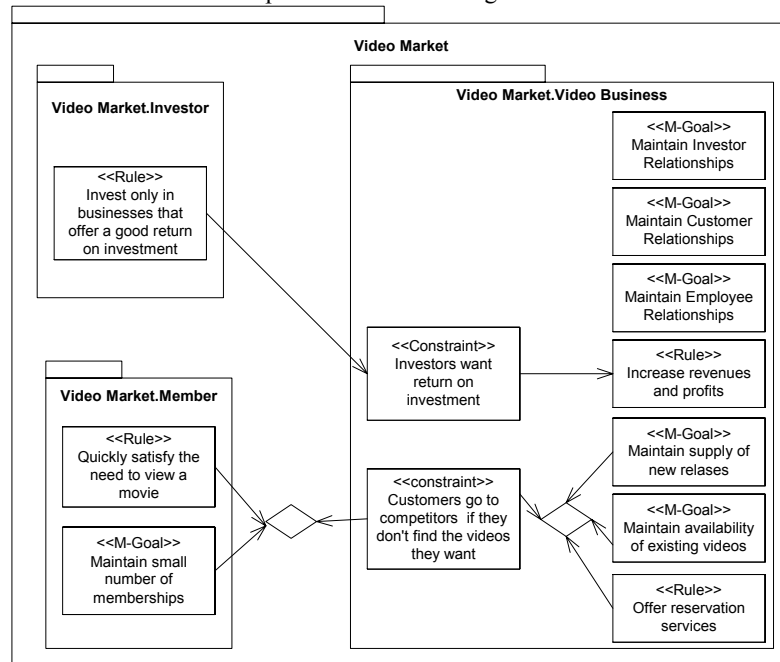 Video Market
Video Market.Investor
<<Rule>>
Invest only in
businesses that
offer a good return
on investment
Video Market.Member
<<Rule>>
Quickly satisfy the
need to view a
movie
<<M-Goal>>
Maintain small
number of
memberships
Video Market.Video Business
<<Constraint>>
Investors want
return on
investment
<<constraint>>
Customers go to
competitors if they
don't find the videos
they want
<<M-Goal>>
Maintain Investor
Relationships
<<M-Goal>>
Maintain Customer
Relationships
<<M-Goal>>
Maintain Employee
Relationships
<<Rule>>
Increase revenues
and profits
<<M-Goal>>
Maintain supply of
new relases
<<M-Goal>>
Maintain availability
of existing videos
<<Rule>>
Offer reservation
services